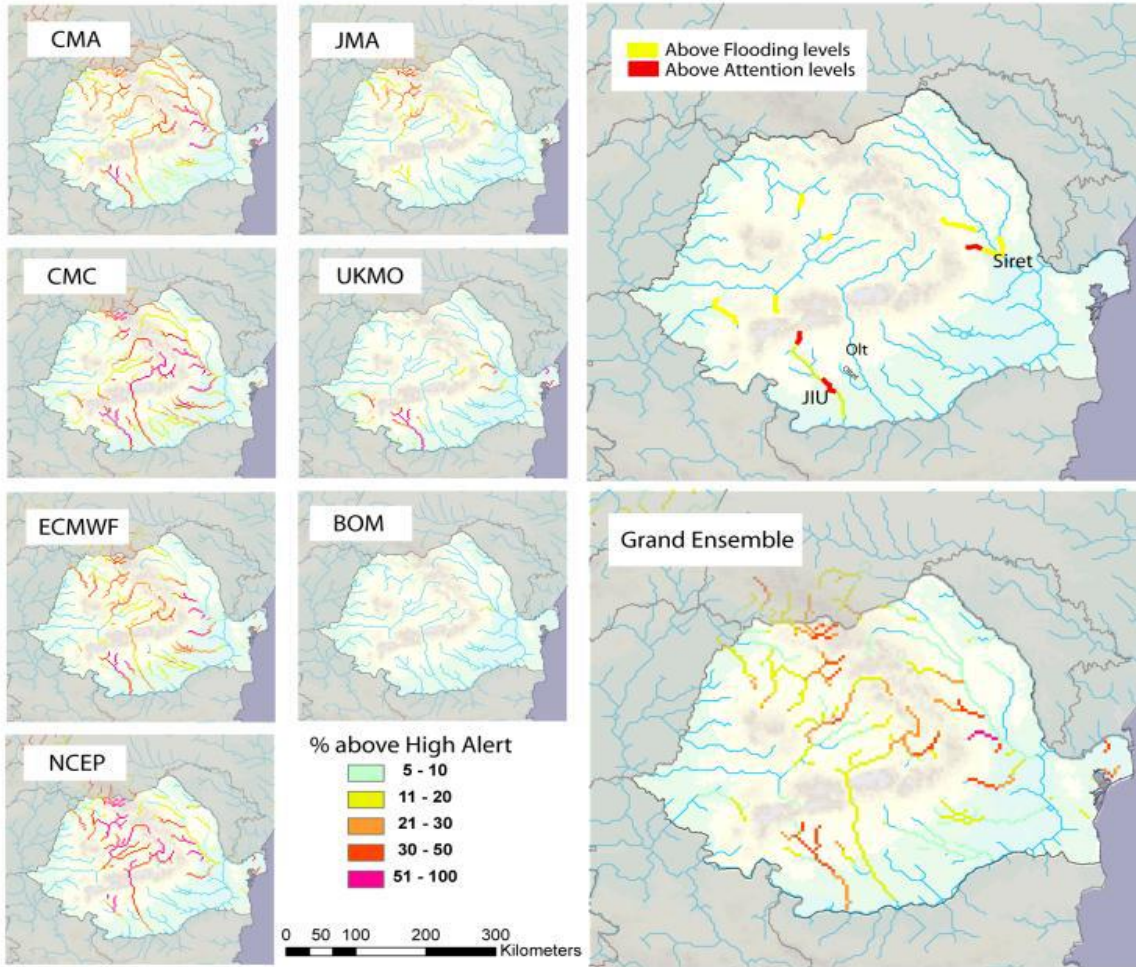 CMA
JMA
Above Flooding levels
Above Attention levels
Siret
Olt
JIU
CMC
UKMO
ECMWF
BOM
Grand Ensemble
NCEP
% above High Alert
5 - 10
11 - 20
21 - 30
30 - 50
51 - 100
0 50 100 200 300
Kilometers